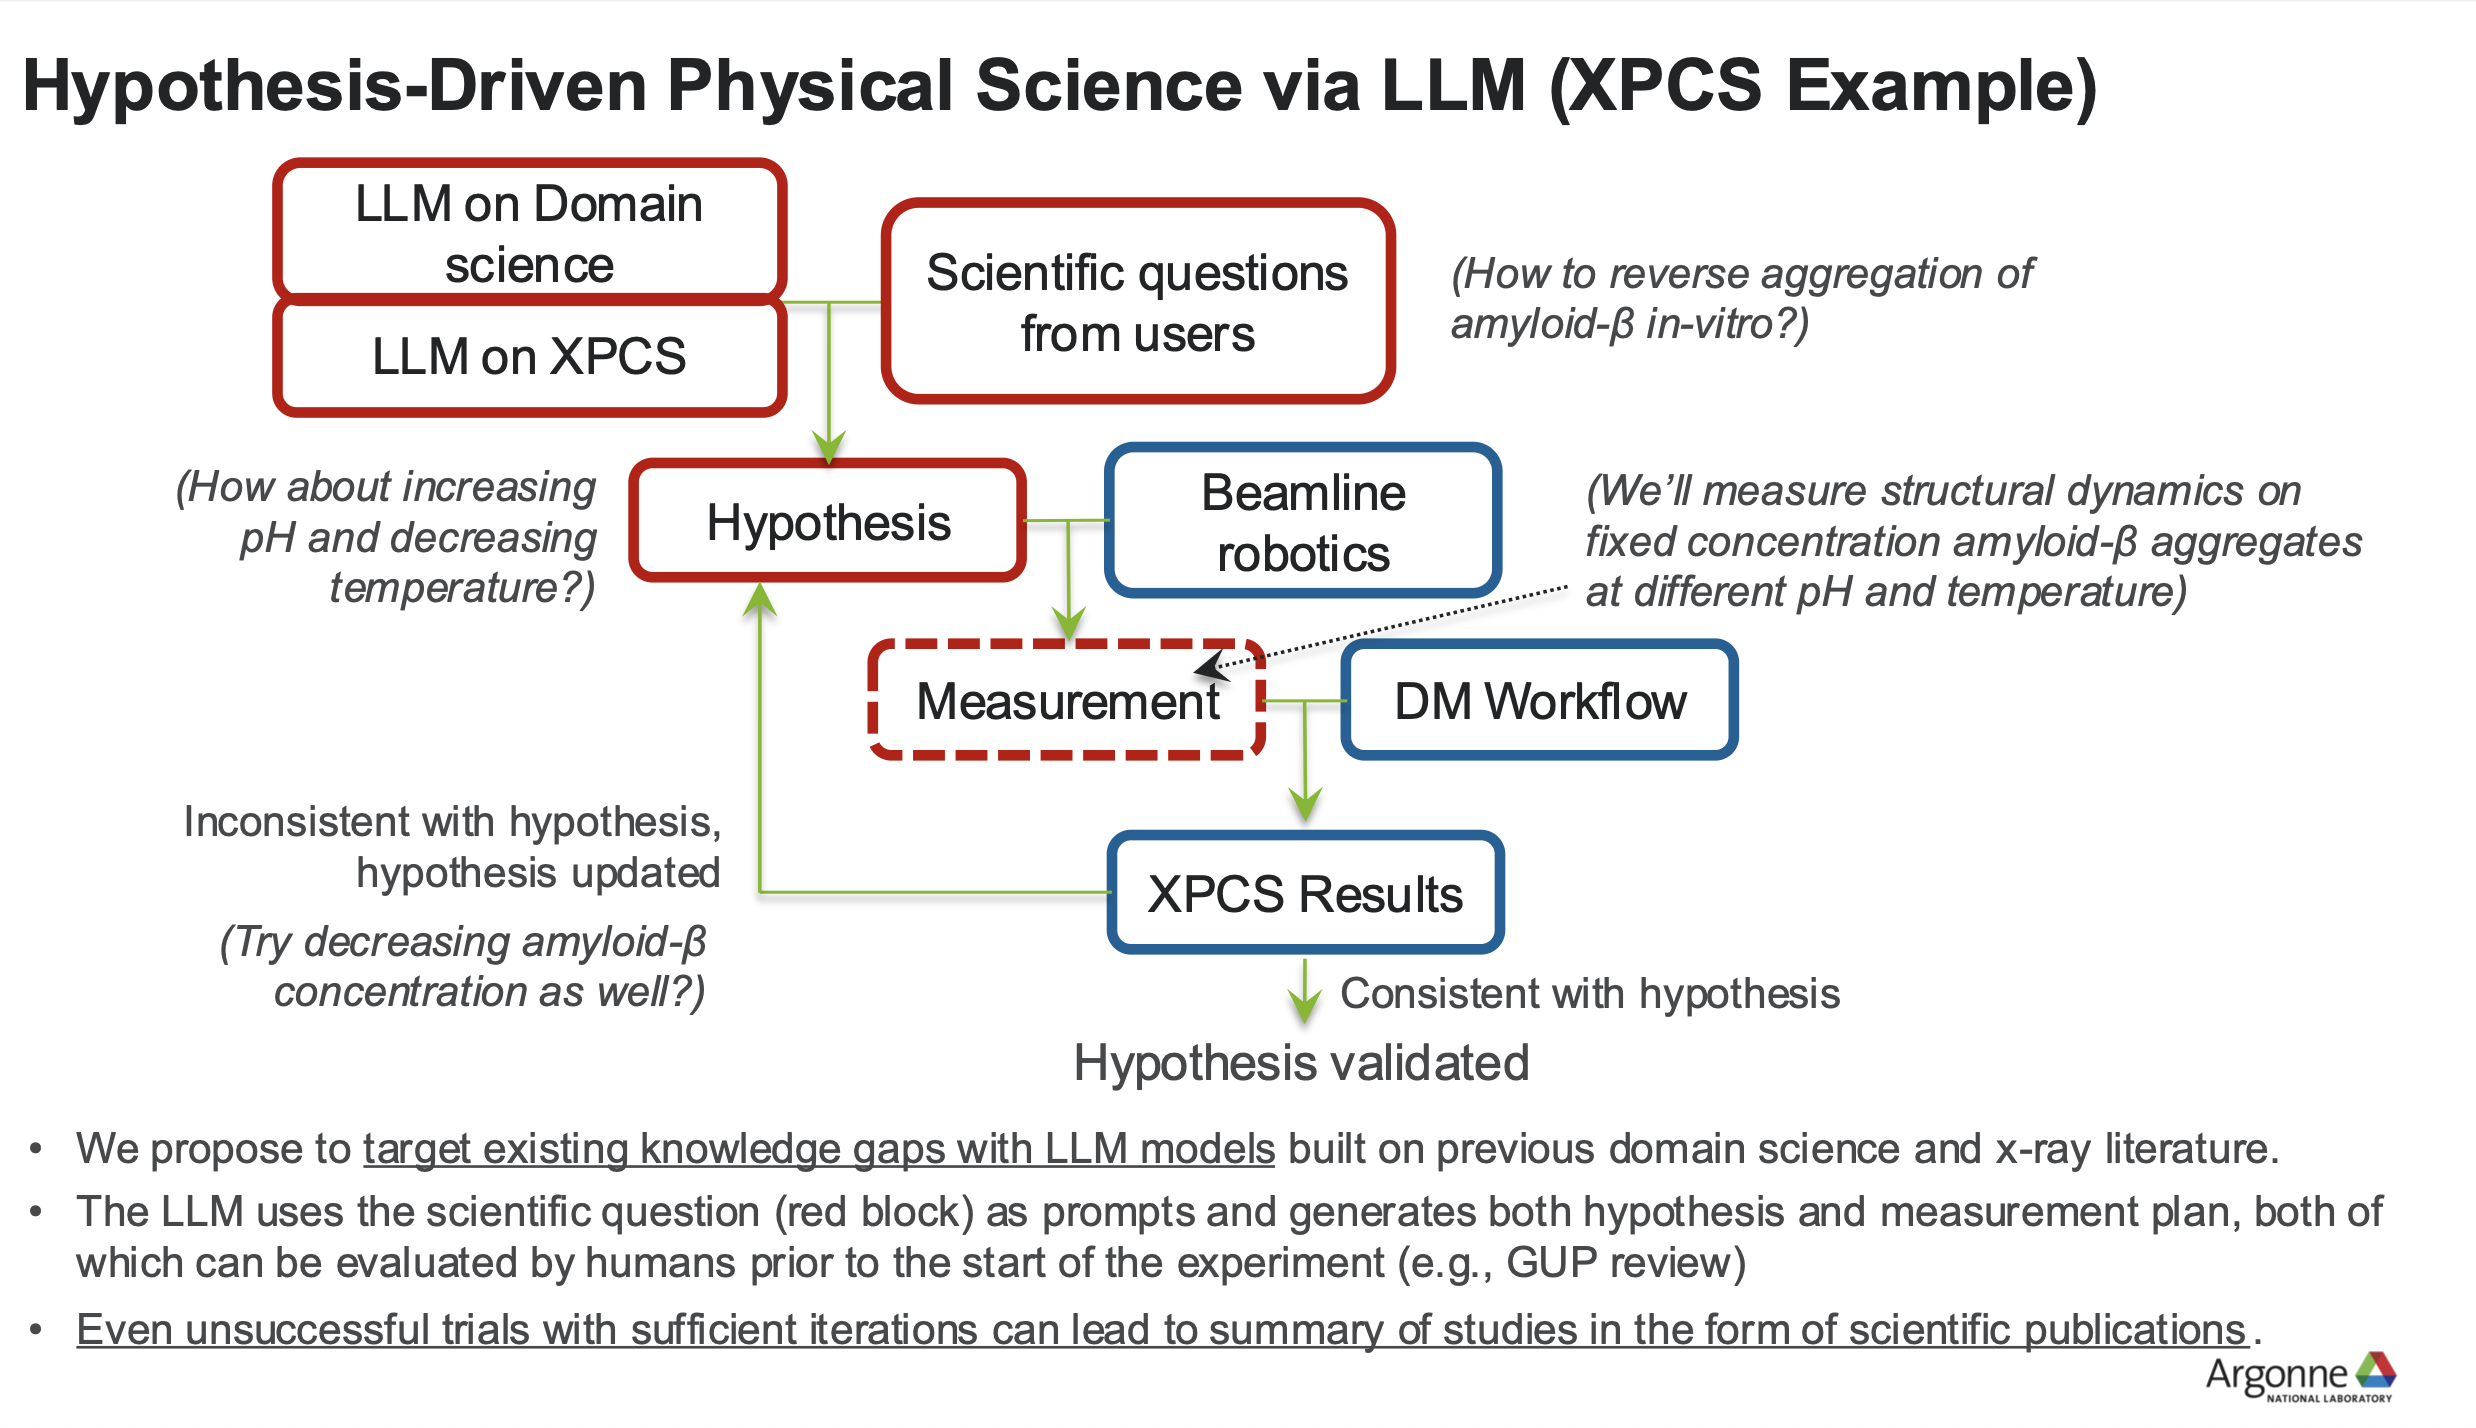 Hypothesis-Driven Physical Science via LLM (XPCS Example)
LLM on Domain
science
LLM on XPCS
Scientific questions
from users
(How to reverse aggregation of
amyloid-β in-vitro?)
(How about increasing
pH and decreasing
temperature?)
Hypothesis
Beamline
robotics
(We’ll measure structural dynamics on
fixed concentration amyloid-β aggregates
at different pH and temperature)
Measurement
DM Workflow
Inconsistent with hypothesis,
hypothesis updated
(Try decreasing amyloid-β
concentration as well?)
XPCS Results
Consistent with hypothesis
Hypothesis validated
• We propose to target existing knowledge gaps with LLM models built on previous domain science and x-ray literature.
• The LLM uses the scientific question (red block) as prompts and generates both hypothesis and measurement plan, both of
which can be evaluated by humans prior to the start of the experiment (e.g., GUP review)
• Even unsuccessful trials with sufficient iterations can lead to summary of studies in the form of scientific publications.
Argonne
NATIONAL LABORATORY